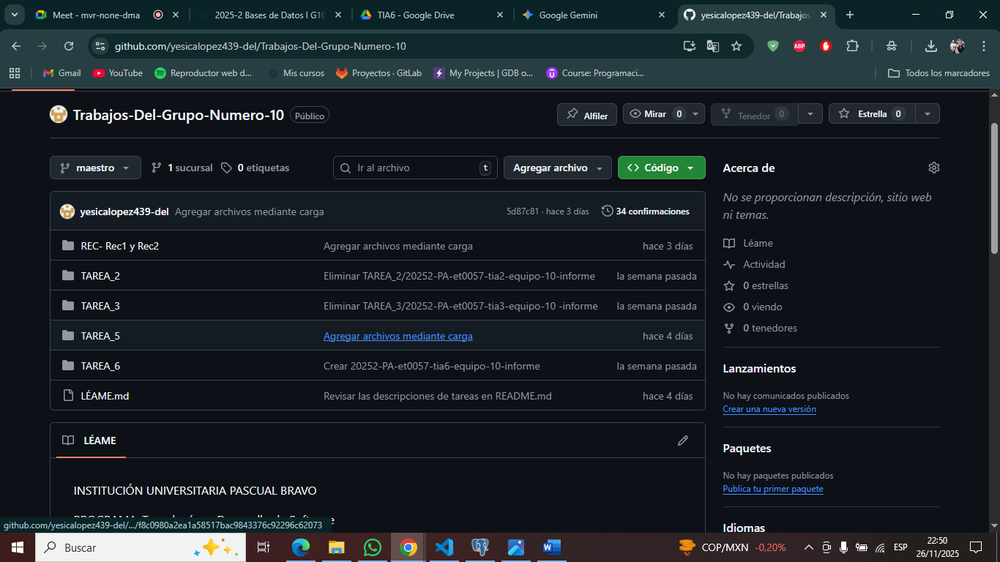 Meet - mvr-none-dma
2025-2 Bases de Datos I G10
TIA6 - Google Drive
Google Gemini
yesicalopez439-del/Trabajos
github.com/yesicalopez439-del/Trabajos-Del-Grupo-Numero-10
ABP
Gmail
YouTube
Reproductor web d...
Mis cursos
Proyectos · GitLab
My Projects | GDB o...
Course: Programaci...
Todos los marcadores
Trabajos-Del-Grupo-Numero-10
Público
Alfiler
Mirar 0
Tenedor 0
Estrella 0
maestro
1 sucursal
0 etiquetas
Ir al archivo
t
Agregar archivo
Código
yesicalopez439-del Agregar archivos mediante carga
5d87c81 · hace 3 días
34 confirmaciones
REC- Rec1 y Rec2 Agregar archivos mediante carga hace 3 días
TAREA_2 Eliminar TAREA_2/20252-PA-et0057-tia2-equipo-10-informe la semana pasada
TAREA_3 Eliminar TAREA_3/20252-PA-et0057-tia3-equipo-10 -informe la semana pasada
TAREA_5 Agregar archivos mediante carga hace 4 días
TAREA_6 Crear 20252-PA-et0057-tia6-equipo-10-informe la semana pasada
LÉAME.md Revisar las descripciones de tareas en README.md hace 4 días
LÉAME
INSTITUCIÓN UNIVERSITARIA PASCUAL BRAVO
Acerca de
No se proporcionan descripción, sitio web
ni temas.
Léame
Actividad
0 estrellas
0 viendo
0 tenedores
Lanzamientos
No hay comunicados publicados
Crear una nueva versión
Paquetes
No hay paquetes publicados
Publica tu primer paquete
Idiomas
github.com/yesicalopez439-del/.../f8c0980a2ea1a58517bac9843376c92296c62073
Buscar
COP/MXN -0,20%
ESP
22:50
26/11/2025